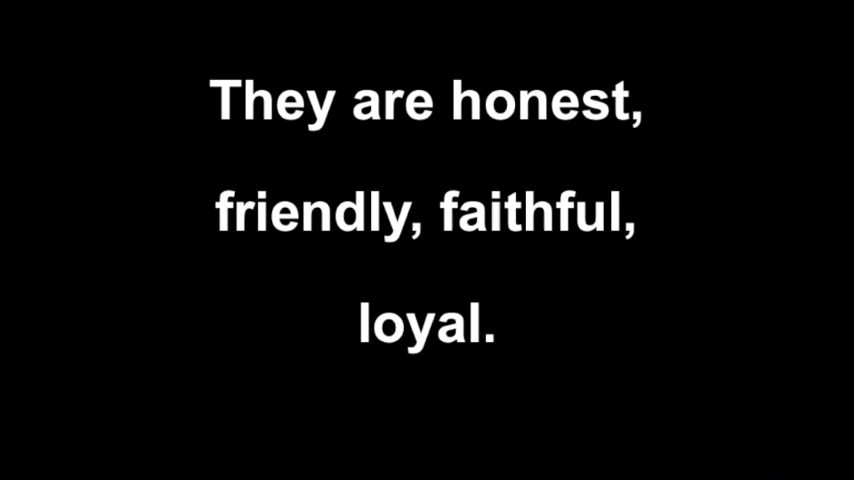 They are honest,
friendly, faithful,
loyal.